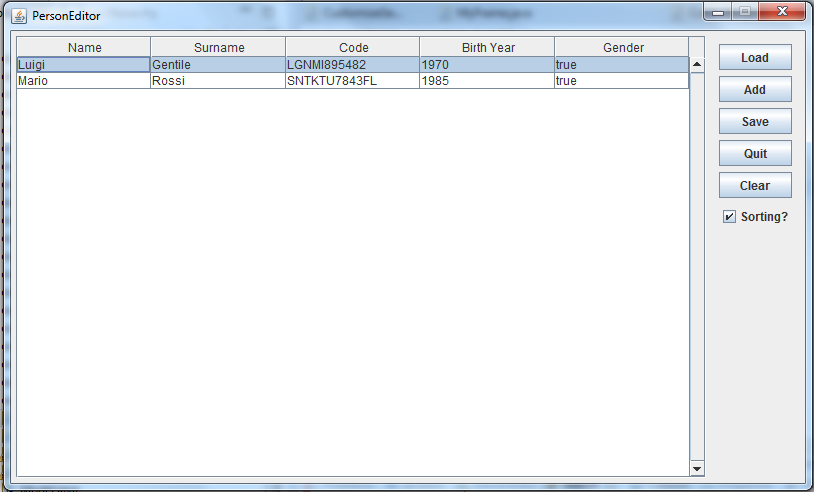 PersonEditor
Name Surname Code Birth Year Gender
Luigi Gentile LGNMI895482 1970 true
Mario Rossi SNTKTU7843FL 1985 true
Load
Add
Save
Quit
Clear
Sorting?